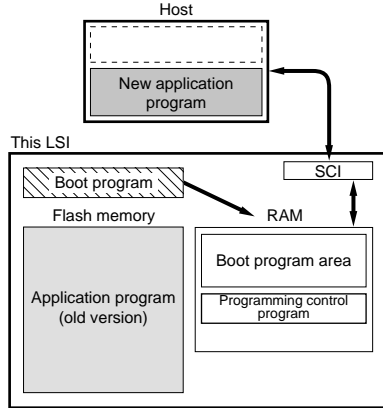 Host
New application
program
This LSI
SCI
Boot program
Flash memory
RAM
Application program
(old version)
Boot program area
Programming control
program